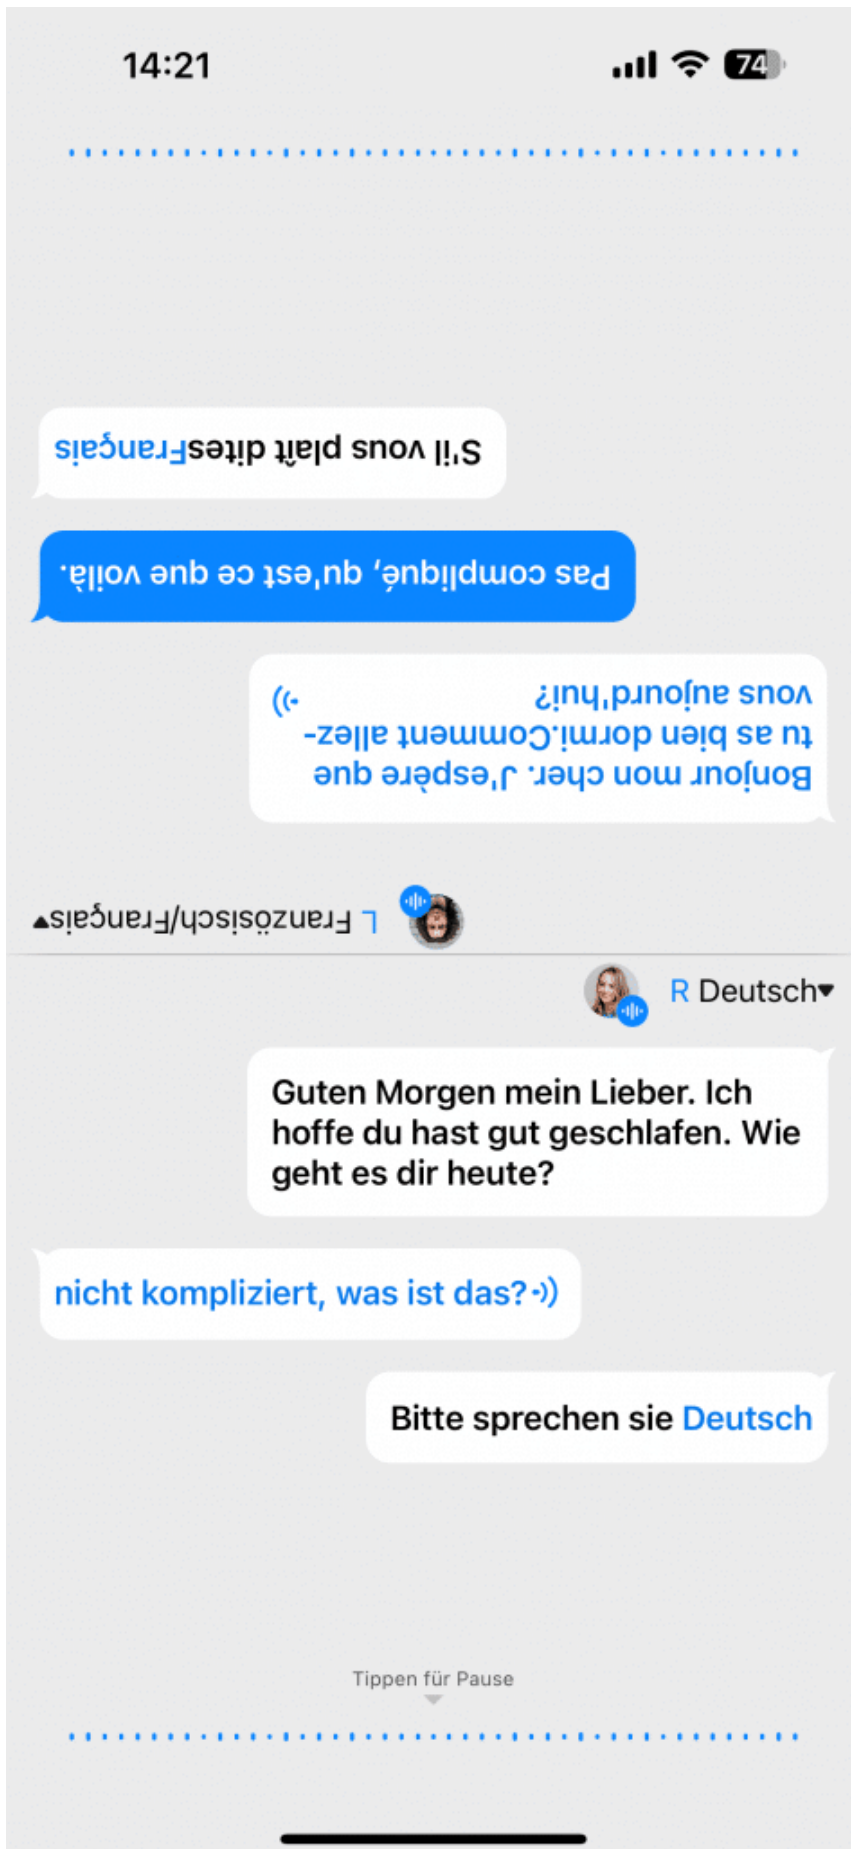 14:21
74
S'il vous plaît dites Français
Pas compliqué, qu'est ce que voilà.
Bonjour mon cher. J'espère que
tu as bien dormi.Comment allez-
vous aujourd'hui?
L Französisch/Français
R Deutsch
Guten Morgen mein Lieber. Ich
hoffe du hast gut geschlafen. Wie
geht es dir heute?
nicht kompliziert, was ist das?
Bitte sprechen sie Deutsch
Tippen für Pause